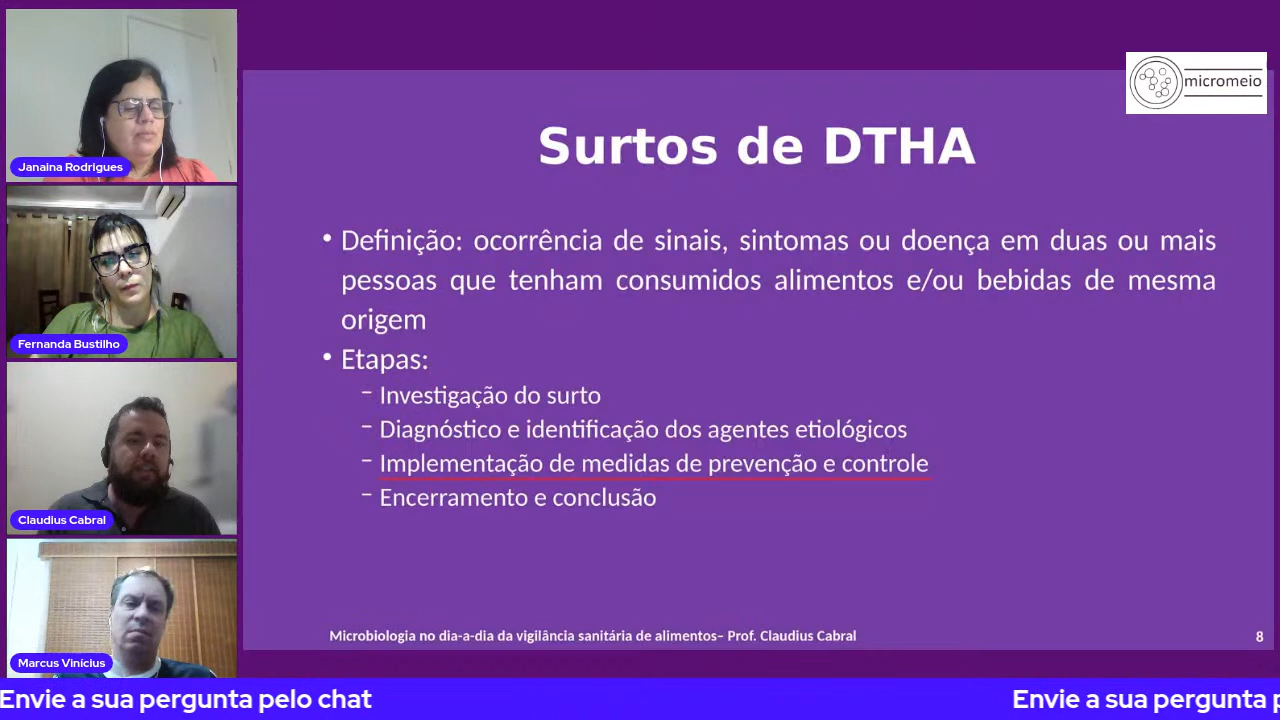 Janaina Rodrigues
Fernanda Bustilho
Claudius Cabral
Marcus Vinícius
micromeio
Surtos de DTHA
• Definição: ocorrência de sinais, sintomas ou doença em duas ou mais
pessoas que tenham consumidos alimentos e/ou bebidas de mesma
origem
• Etapas:
– Investigação do surto
– Diagnóstico e identificação dos agentes etiológicos
– Implementação de medidas de prevenção e controle
– Encerramento e conclusão
Microbiologia no dia-a-dia da vigilância sanitária de alimentos– Prof. Claudius Cabral
8
Envie a sua pergunta pelo chat
Envie a sua pergunta p